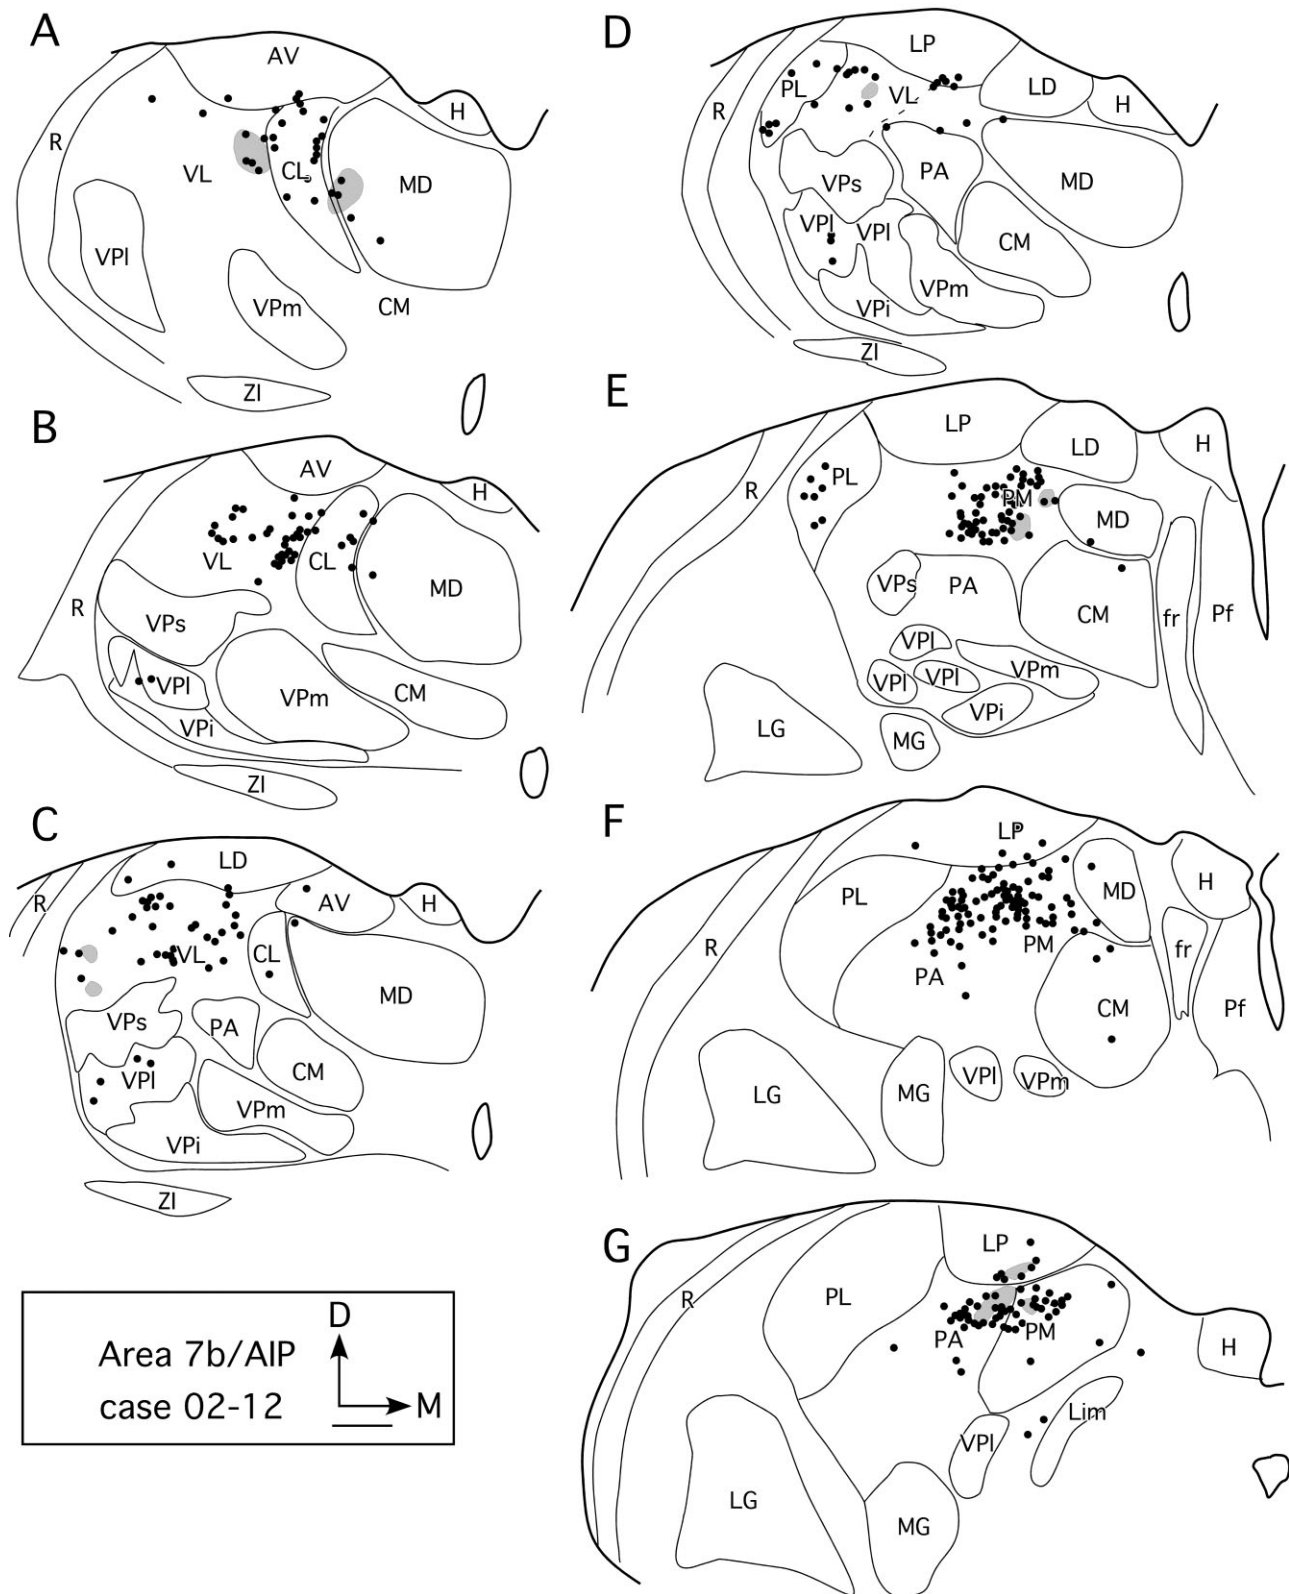 A
AV
H
R
VL
CL
MD
VPl
VPm
CM
ZI
B
AV
H
VL
CL
MD
R
VPs
VPl
VPm
CM
VPi
ZI
C
LD
R
AV
H
VL
CL
MD
VPs
PA
VPl
CM
VPm
VPi
ZI
D
LP
PL
VL
LD
H
R
VPs
PA
MD
VPl
VPl
CM
VPi
VPm
ZI
E
LP
LD
H
R
PL
PM
MD
VPs
PA
CM
fr
Pf
VPl
VPl
VPl
VPm
VPi
LG
MG
F
LP
PL
MD
H
R
PM
fr
PA
CM
Pf
LG
MG
VPl
VPm
G
LP
R
PL
PA
PM
H
Lim
VPl
LG
MG
D
Area 7b/AIP
case 02-12
M